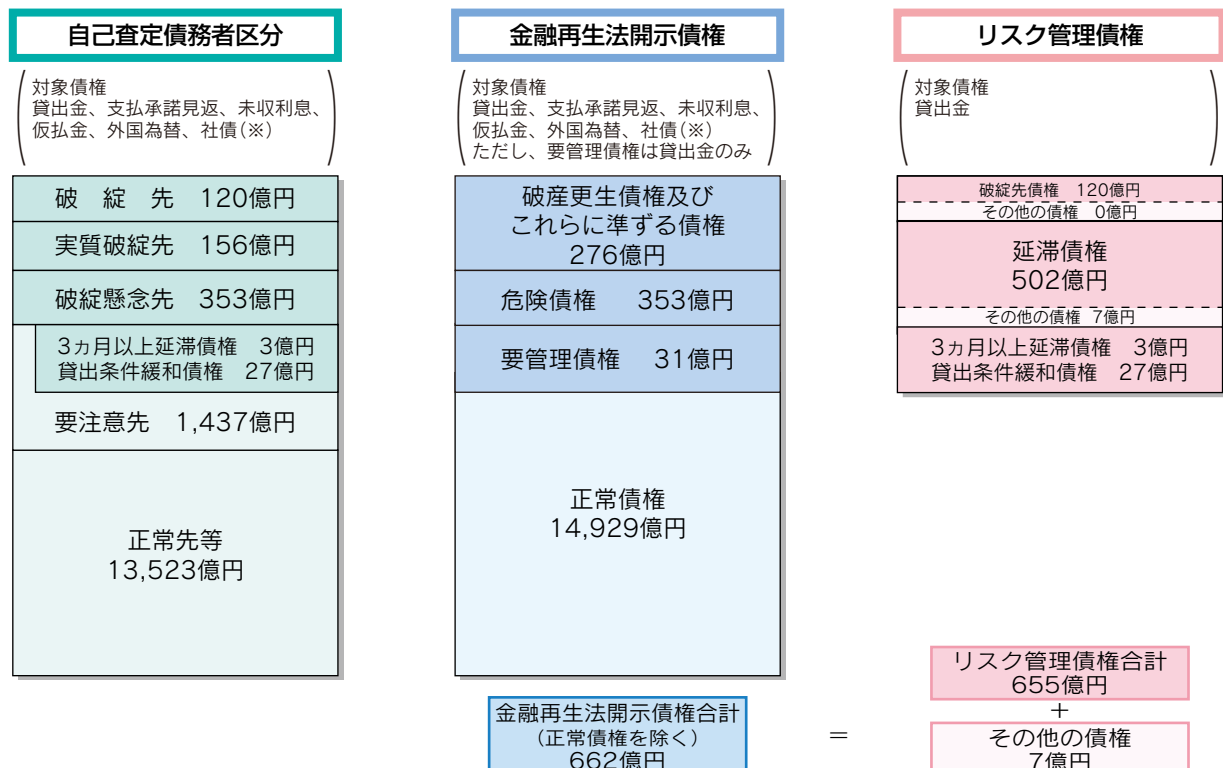 自己査定債務者区分
対象債権
貸出金、支払承諾見返、未収利息、
仮払金、外国為替、社債(※)
破 綻 先 120億円
実質破綻先 156億円
破綻懸念先 353億円
3ヵ月以上延滞債権 3億円
貸出条件緩和債権 27億円
要注意先 1,437億円
正常先等
13,523億円
金融再生法開示債権
対象債権
貸出金、支払承諾見返、未収利息、
仮払金、外国為替、社債(※)
ただし、要管理債権は貸出金のみ
破産更生債権及び
これらに準ずる債権
276億円
危険債権 353億円
要管理債権 31億円
正常債権
14,929億円
金融再生法開示債権合計
(正常債権を除く)
662億円
=
リスク管理債権
対象債権
貸出金
破綻先債権 120億円
その他の債権 0億円
延滞債権
502億円
その他の債権 7億円
3ヵ月以上延滞債権 3億円
貸出条件緩和債権 27億円
リスク管理債権合計
655億円
+
その他の債権
7億円